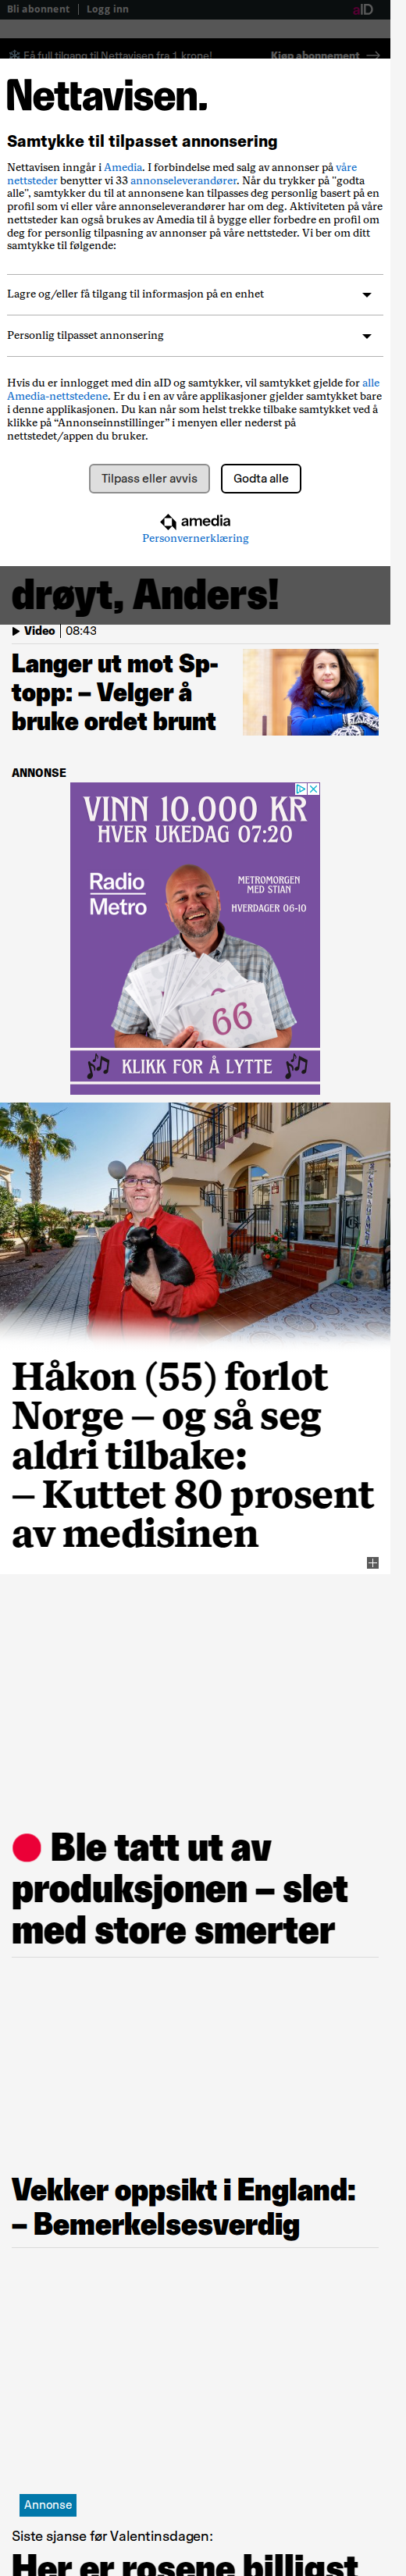 Bli abonnent | Logg inn
aID
Få full tilgang til Nettavisen fra 1 krone!
Kjøp abonnement
Nettavisen.
Samtykke til tilpasset annonsering
Nettavisen inngår i Amedia. I forbindelse med salg av annonser på våre
nettsteder benytter vi 33 annonseleverandører. Når du trykker på "godta
alle", samtykker du til at annonsene kan tilpasses deg personlig basert på en
profil som vi eller våre annonseleverandører har om deg. Aktiviteten på våre
nettsteder kan også brukes av Amedia til å bygge eller forbedre en profil om
deg for personlig tilpasning av annonser på våre nettsteder. Vi ber om ditt
samtykke til følgende:
Lagre og/eller få tilgang til informasjon på en enhet
Personlig tilpasset annonsering
Hvis du er innlogget med din aID og samtykker, vil samtykket gjelde for alle
Amedia-nettstedene. Er du i en av våre applikasjoner gjelder samtykket bare
i denne applikasjonen. Du kan når som helst trekke tilbake samtykket ved å
klikke på “Annonseinnstillinger” i menyen eller nederst på
nettstedet/appen du bruker.
Tilpass eller avvis
Godta alle
amedia
Personvernerklæring
drøyt, Anders!
Video | 08:43
Langer ut mot Sp-
topp: – Velger å
bruke ordet brunt
ANNONSE
VINN 10.000 KR
HVER UKEDAG 07:20
Radio
Metro
METROMORGEN
MED STIAN
HVERDAGER 06-10
66
KLIKK FOR Å LYTTE
Håkon (55) forlot
Norge – og så seg
aldri tilbake:
– Kuttet 80 prosent
av medisinen
Ble tatt ut av
produksjonen – slet
med store smerter
Vekker oppsikt i England:
– Bemerkelsesverdig
Annonse
Siste sjanse før Valentinsdagen:
Her er rosene billigst